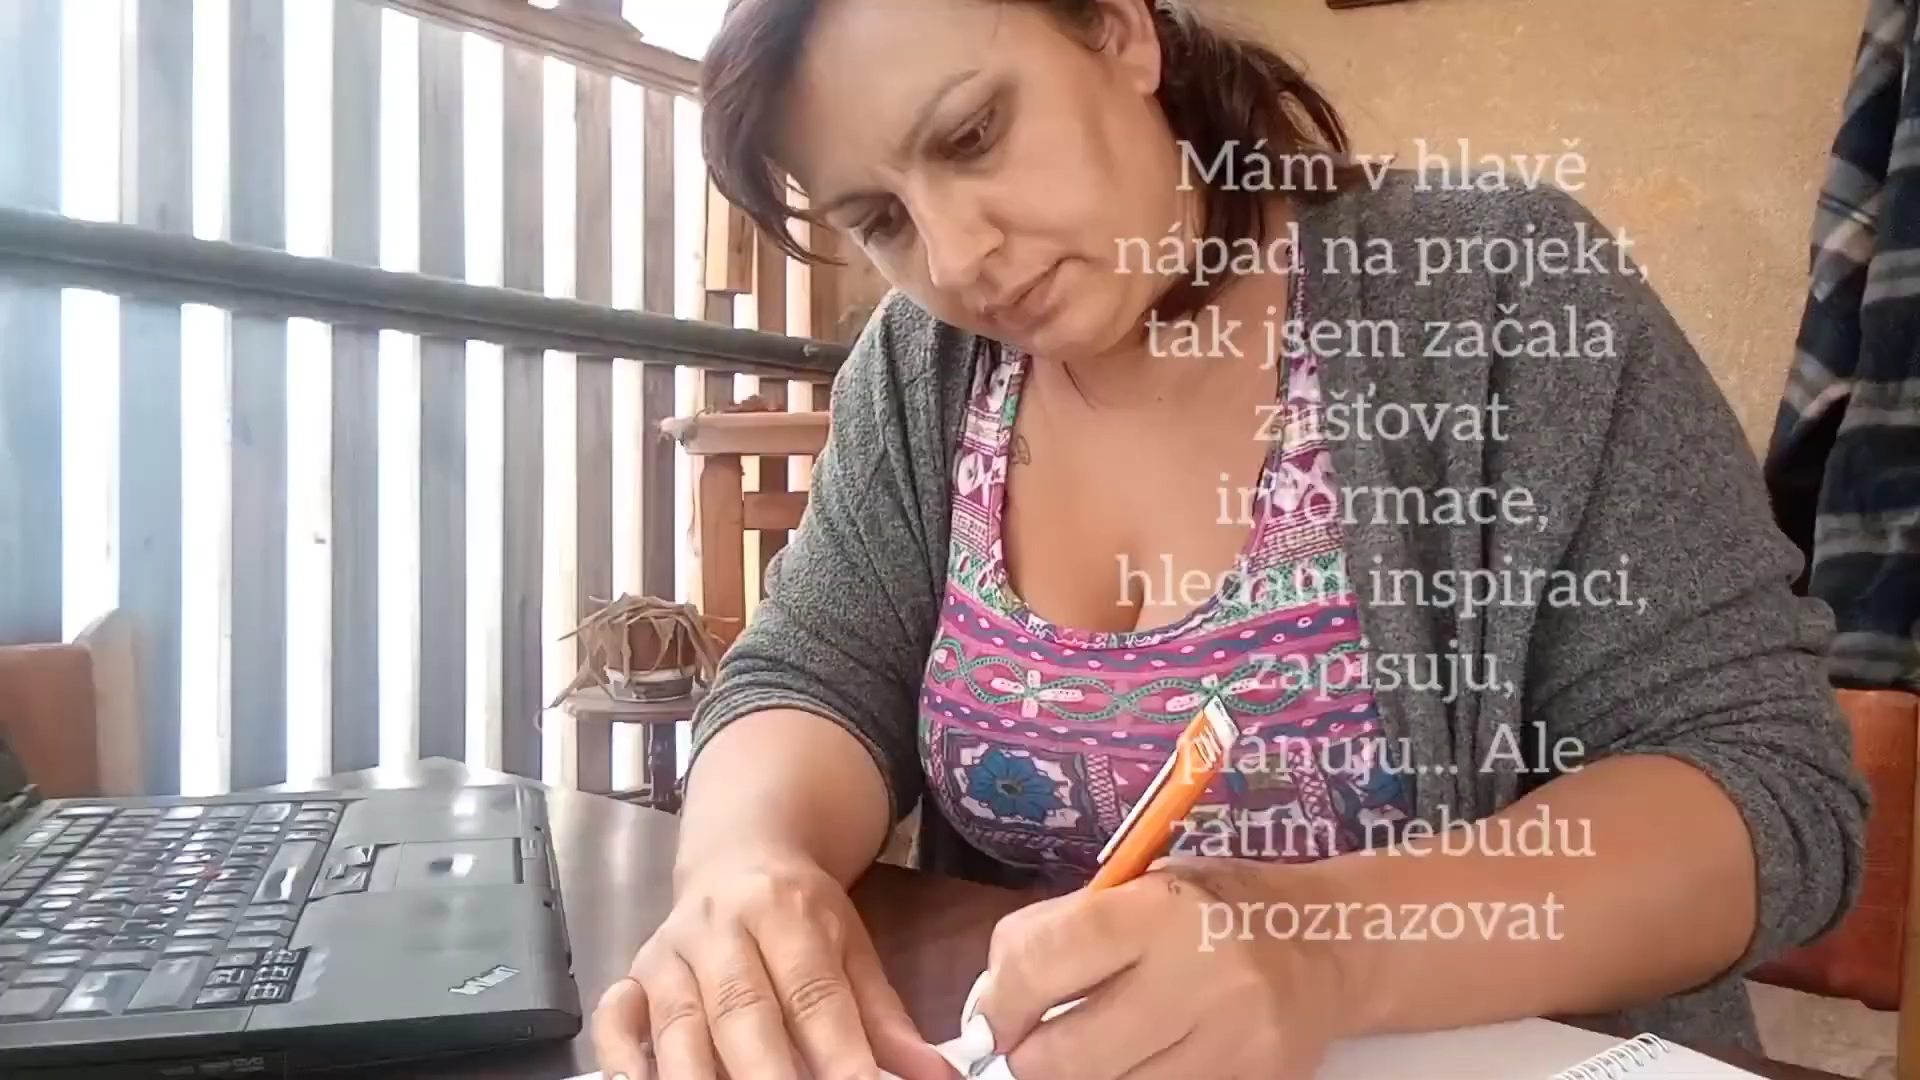 Mám v hlavě
nápad na projekt,
tak jsem začala
zjišťovat
informace,
hledám inspiraci,
zapisuju,
plánuju... Ale
zatím nebudu
prozrazovat